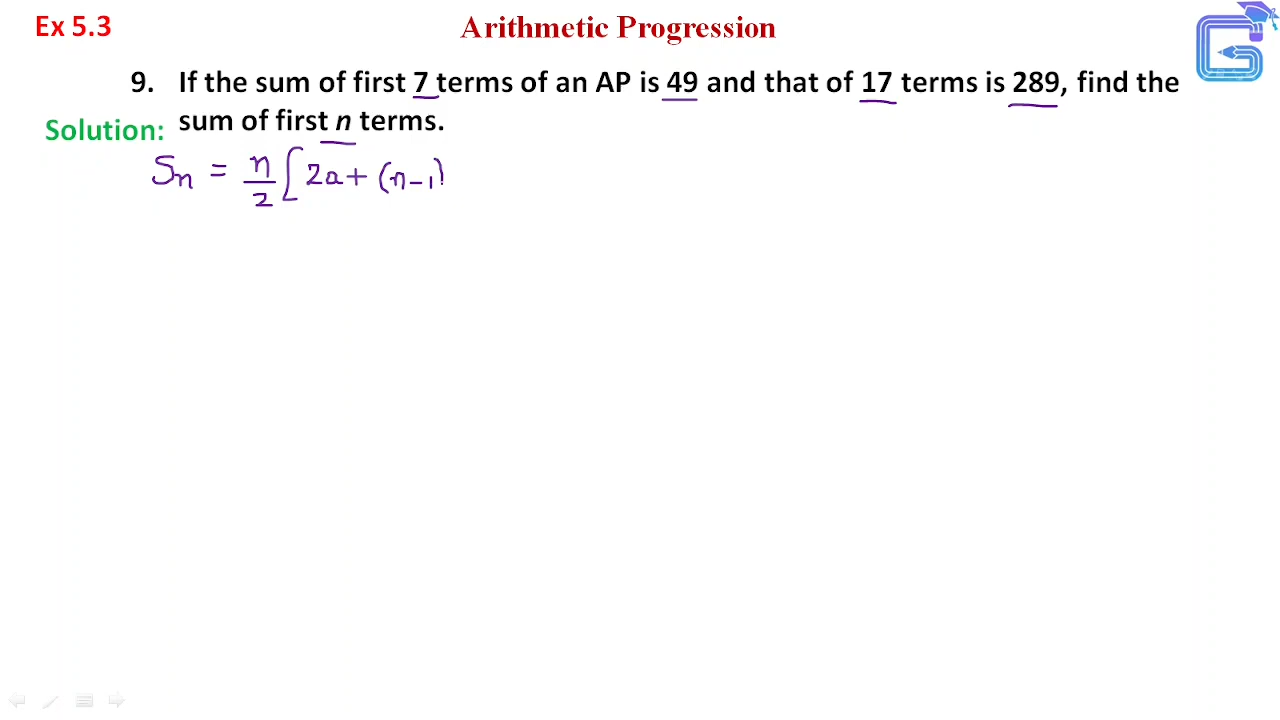 Ex 5.3
Arithmetic Progression
9. If the sum of first 7 terms of an AP is 49 and that of 17 terms is 289, find the
sum of first n terms.
Solution:
Sn = n/2 [2a + (n-1)